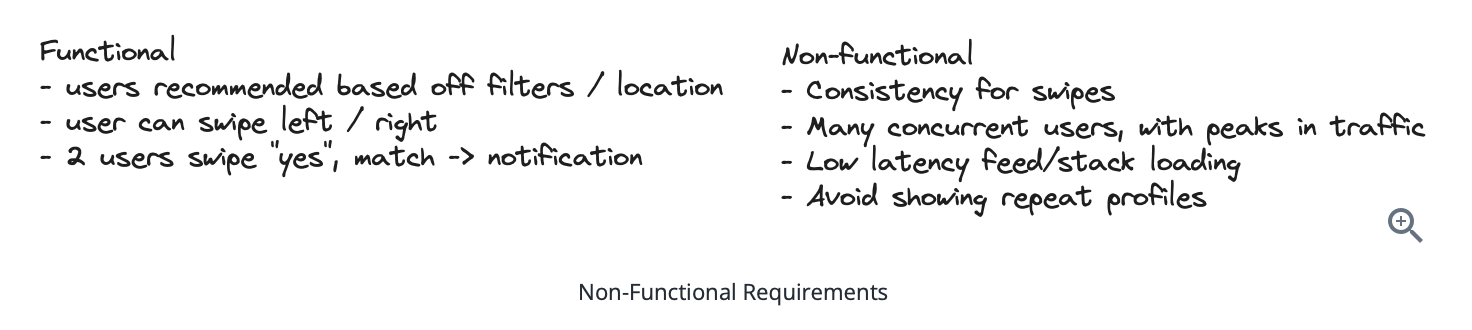 Functional
- users recommended based off filters / location
- user can swipe left / right
- 2 users swipe "yes", match -> notification
Non-functional
- Consistency for swipes
- Many concurrent users, with peaks in traffic
- Low latency feed/stack loading
- Avoid showing repeat profiles
Non-Functional Requirements